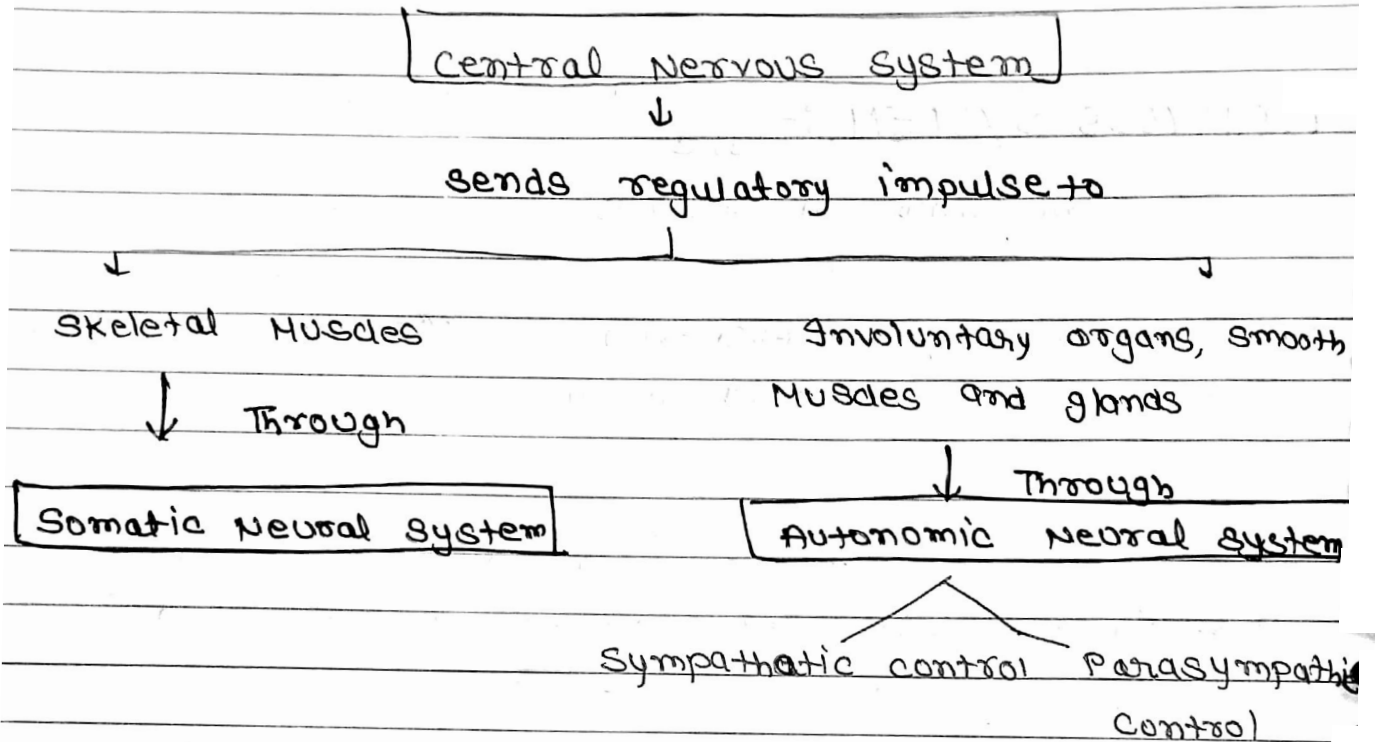 Central Nervous system
sends regulatory impulse to
Skeletal Muscles
Involuntary organs, smooth
Muscles and glands
Through
Through
Somatic Neural system
Autonomic Neural system
Sympathatic control Parasympathi
control